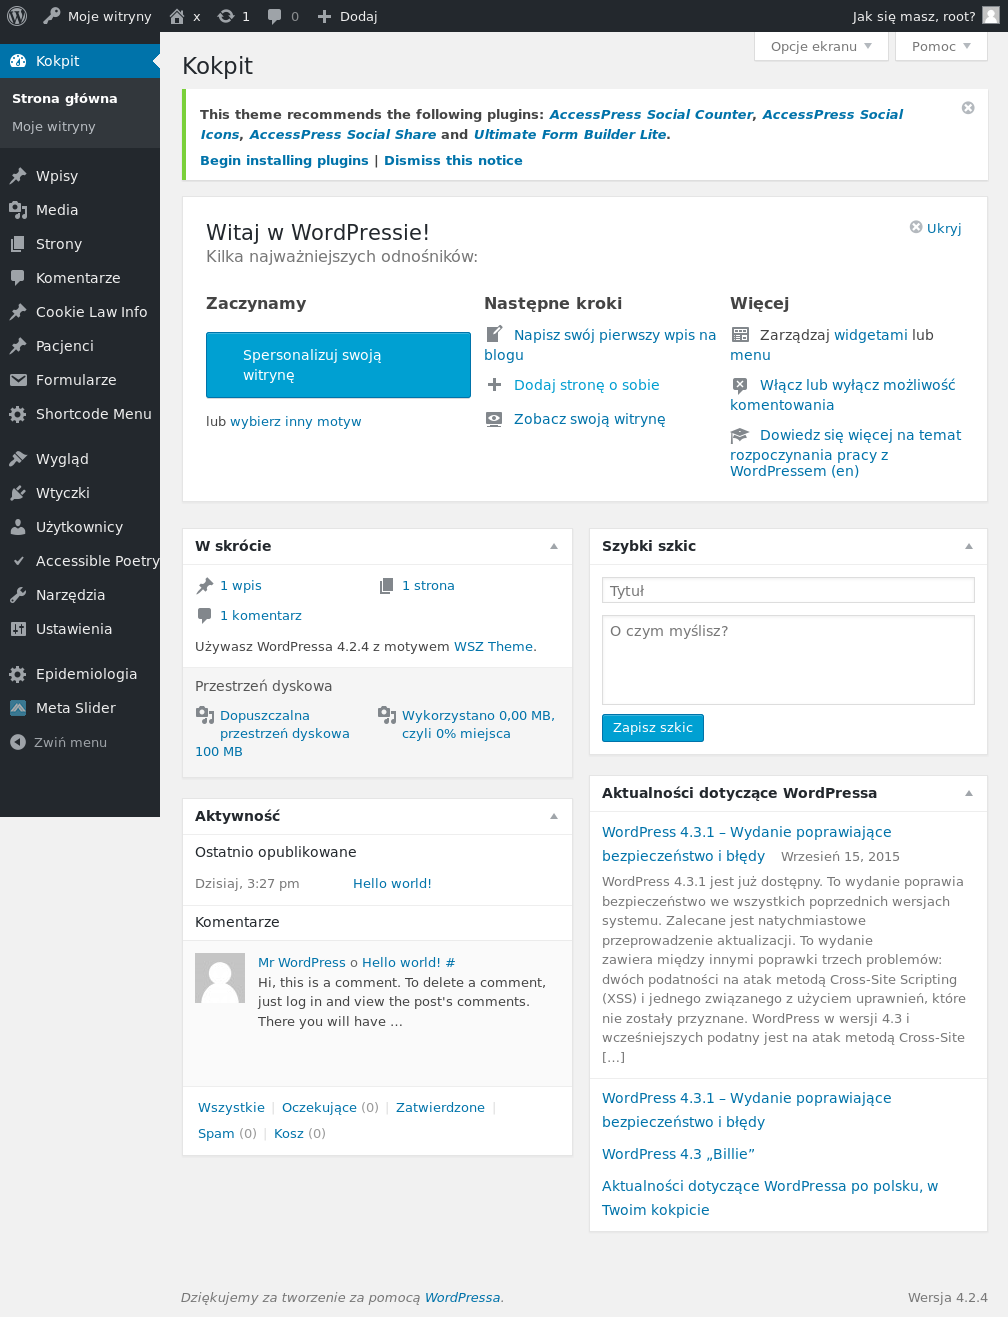 Moje witryny x 1 0 Dodaj Jak się masz, root?
Kokpit
Strona główna
Moje witryny
Wpisy
Media
Strony
Komentarze
Cookie Law Info
Pacjenci
Formularze
Shortcode Menu
Wygląd
Wtyczki
Użytkownicy
Accessible Poetry
Narzędzia
Ustawienia
Epidemiologia
Meta Slider
Zwiń menu
Opcje ekranu Pomoc
Kokpit
This theme recommends the following plugins: AccessPress Social Counter, AccessPress Social
Icons, AccessPress Social Share and Ultimate Form Builder Lite.
Begin installing plugins | Dismiss this notice
Witaj w WordPressie!
Ukryj
Kilka najważniejszych odnośników:
Zaczynamy
Spersonalizuj swoją
witrynę
lub wybierz inny motyw
Następne kroki
Napisz swój pierwszy wpis na
blogu
Dodaj stronę o sobie
Zobacz swoją witrynę
Więcej
Zarządzaj widgetami lub
menu
Włącz lub wyłącz możliwość
komentowania
Dowiedz się więcej na temat
rozpoczynania pracy z
WordPressem (en)
W skrócie
1 wpis 1 strona
1 komentarz
Używasz WordPressa 4.2.4 z motywem WSZ Theme.
Przestrzeń dyskowa
Dopuszczalna
przestrzeń dyskowa
100 MB
Wykorzystano 0,00 MB,
czyli 0% miejsca
Aktywność
Ostatnio opublikowane
Dzisiaj, 3:27 pm Hello world!
Komentarze
Mr WordPress o Hello world! #
Hi, this is a comment. To delete a comment,
just log in and view the post's comments.
There you will have …
Wszystkie | Oczekujące (0) | Zatwierdzone |
Spam (0) | Kosz (0)
Szybki szkic
Tytuł
O czym myślisz?
Zapisz szkic
Aktualności dotyczące WordPressa
WordPress 4.3.1 – Wydanie poprawiające
bezpieczeństwo i błędy Wrzesień 15, 2015
WordPress 4.3.1 jest już dostępny. To wydanie poprawia
bezpieczeństwo we wszystkich poprzednich wersjach
systemu. Zalecane jest natychmiastowe
przeprowadzenie aktualizacji. To wydanie
zawiera między innymi poprawki trzech problemów:
dwóch podatności na atak metodą Cross-Site Scripting
(XSS) i jednego związanego z użyciem uprawnień, które
nie zostały przyznane. WordPress w wersji 4.3 i
wcześniejszych podatny jest na atak metodą Cross-Site
[…]
WordPress 4.3.1 – Wydanie poprawiające
bezpieczeństwo i błędy
WordPress 4.3 „Billie”
Aktualności dotyczące WordPressa po polsku, w
Twoim kokpicie
Dziękujemy za tworzenie za pomocą WordPressa. Wersja 4.2.4